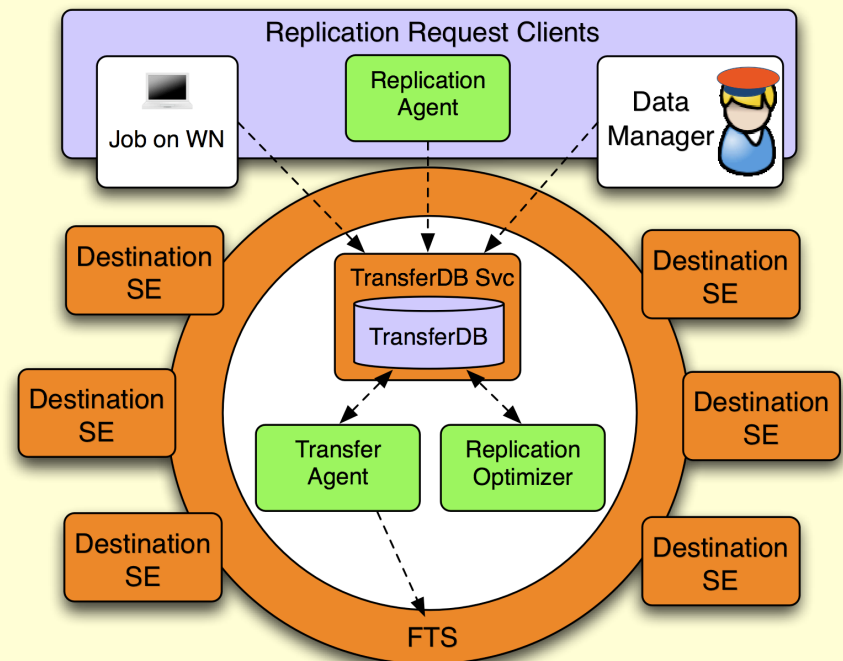 Replication Request Clients
Job on WN
Replication
Agent
Data
Manager
Destination
SE
TransferDB Svc
TransferDB
Destination
SE
Destination
SE
Transfer
Agent
Replication
Optimizer
Destination
SE
Destination
SE
Destination
SE
FTS